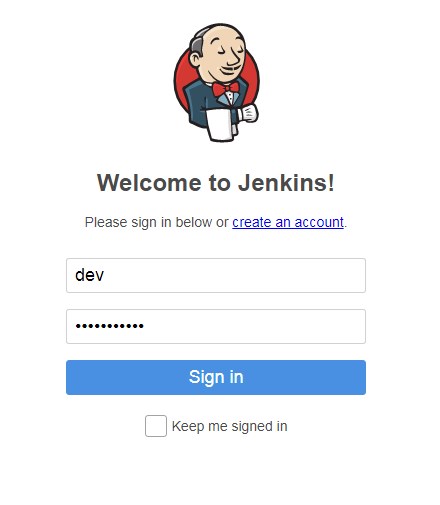 Welcome to Jenkins!
Please sign in below or create an account.
dev
•••••••••••
Sign in
Keep me signed in